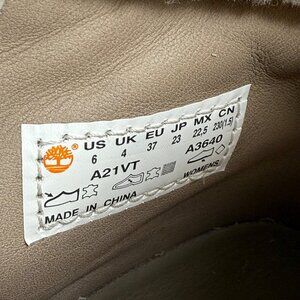 US UK EU JP MX CN
6 4 37 23 22,5 230(1.5)
A21VT A3640
WOMENS
MADE IN CHINA